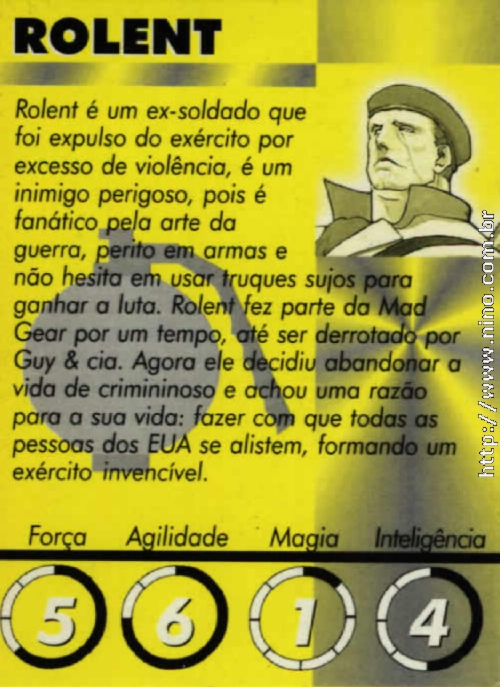 ROLENT
Rolent é um ex-soldado que
foi expulso do exército por
excesso de violência, é um
inimigo perigoso, pois é
fanático pela arte da
guerra, perito em armas e
não hesita em usar truques sujos para
ganhar a luta. Rolent fez parte da Mad
Gear por um tempo, até ser derrotado por
Guy & cia. Agora ele decidiu abandonar a
vida de crimininoso e achou uma razão
para a sua vida: fazer com que todas as
pessoas dos EUA se alistem, formando um
exército invencível.
Força Agilidade Magia Inteligência
5 6 1 4
http://www.nimo.com.br